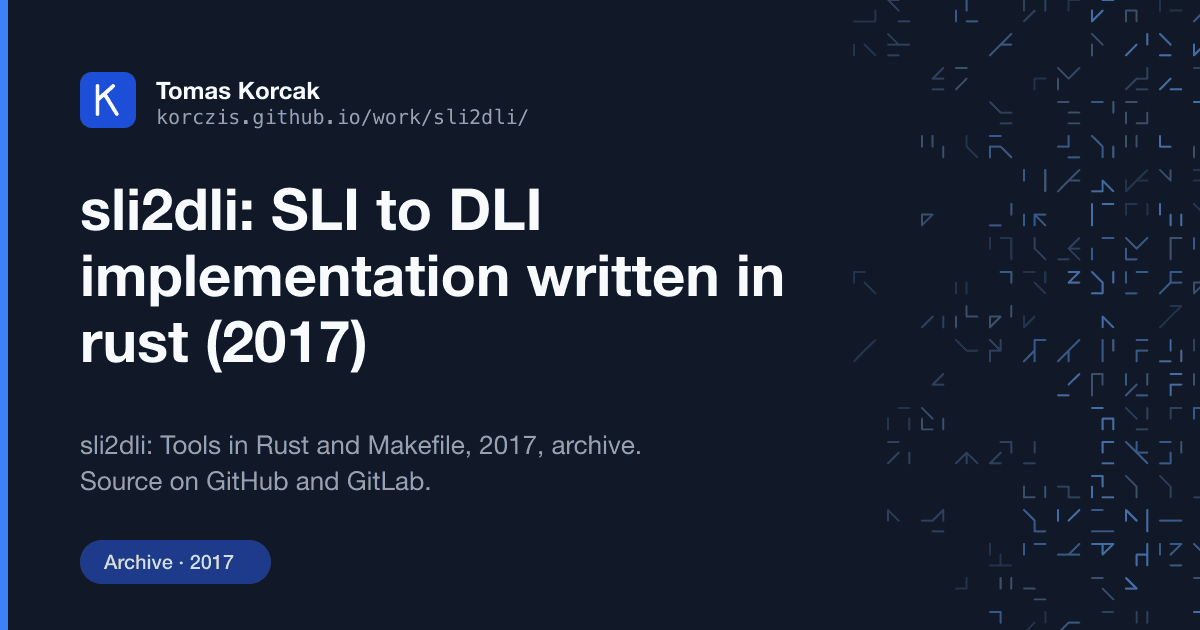 K
Tomas Korcak
korczis.github.io/work/sli2dli/
sli2dli: SLI to DLI
implementation written in
rust (2017)
sli2dli: Tools in Rust and Makefile, 2017, archive.
Source on GitHub and GitLab.
Archive · 2017